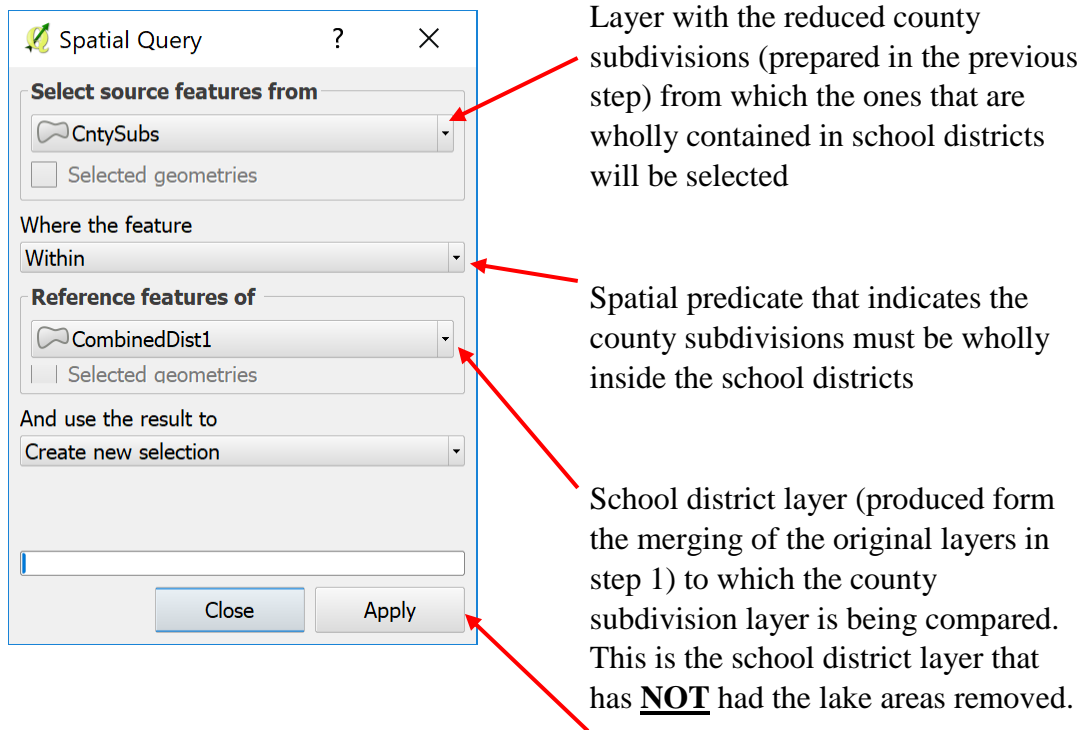 Spatial Query ?
Select source features from
CntySubs
Selected geometries
Where the feature
Within
Reference features of
CombinedDist1
Selected geometries
And use the result to
Create new selection
Close Apply
Layer with the reduced county
subdivisions (prepared in the previous
step) from which the ones that are
wholly contained in school districts
will be selected
Spatial predicate that indicates the
county subdivisions must be wholly
inside the school districts
School district layer (produced form
the merging of the original layers in
step 1) to which the county
subdivision layer is being compared.
This is the school district layer that
has NOT had the lake areas removed.